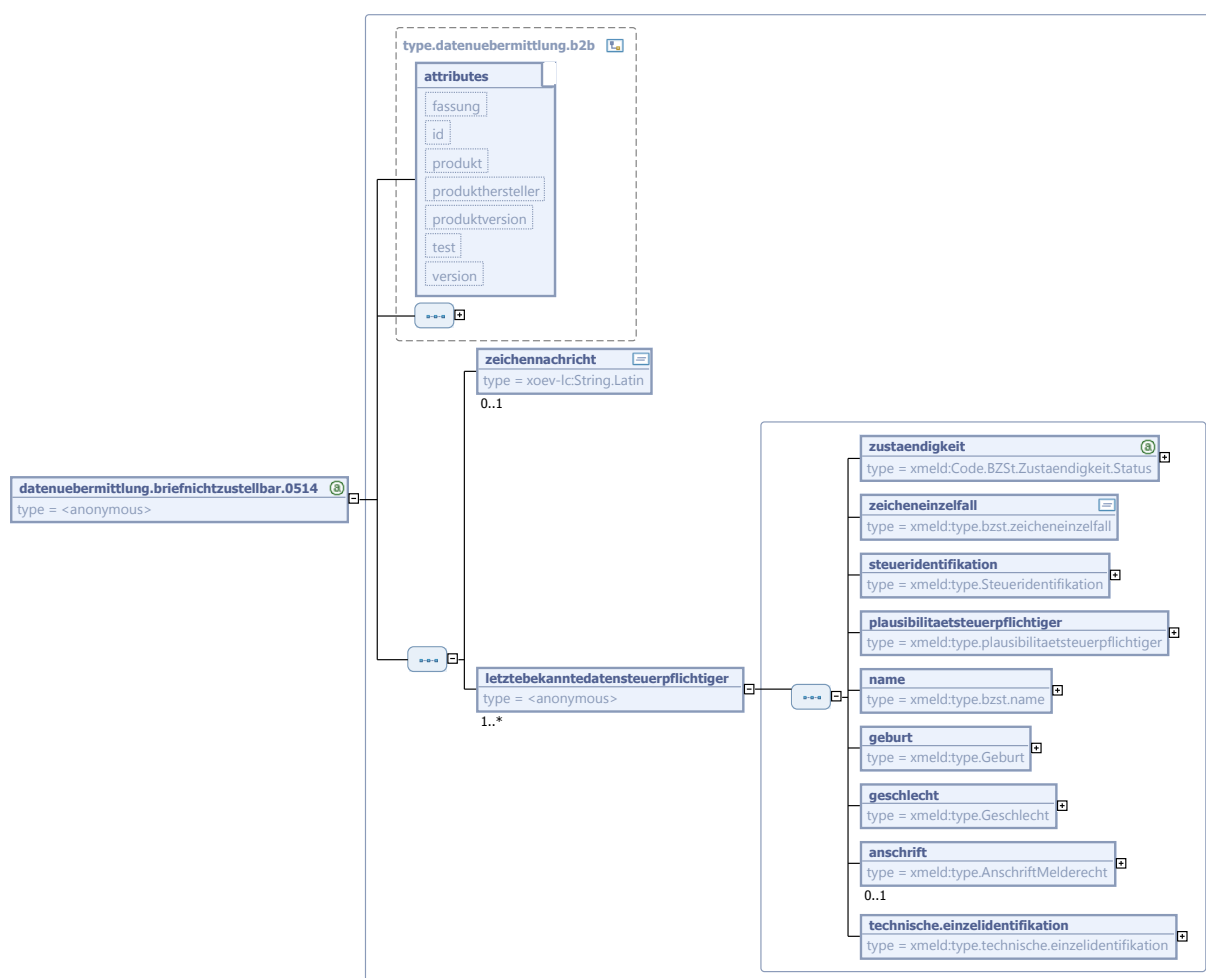 type.datenuebermittlung.b2b
attributes
fassung
id
produkt
produkthersteller
produktversion
test
version
zeichennachricht
type = xoev-lc:String.Latin
0..1
datenuebermittlung.briefnichtzustellbar.0514
type = <anonymous>
letztebekanntedatensteuerpflichtiger
type = <anonymous>
1..*
zustaendigkeit
type = xmeld:Code.BZSt.Zustaendigkeit.Status
zeicheneinzelfall
type = xmeld:type.bzst.zeicheneinzelfall
steueridentifikation
type = xmeld:type.Steueridentifikation
plausibilitaetsteuerpflichtiger
type = xmeld:type.plausibilitaetsteuerpflichtiger
name
type = xmeld:type.bzst.name
geburt
type = xmeld:type.Geburt
geschlecht
type = xmeld:type.Geschlecht
anschrift
type = xmeld:type.AnschriftMelderecht
0..1
technische.einzelidentifikation
type = xmeld:type.technische.einzelidentifikation